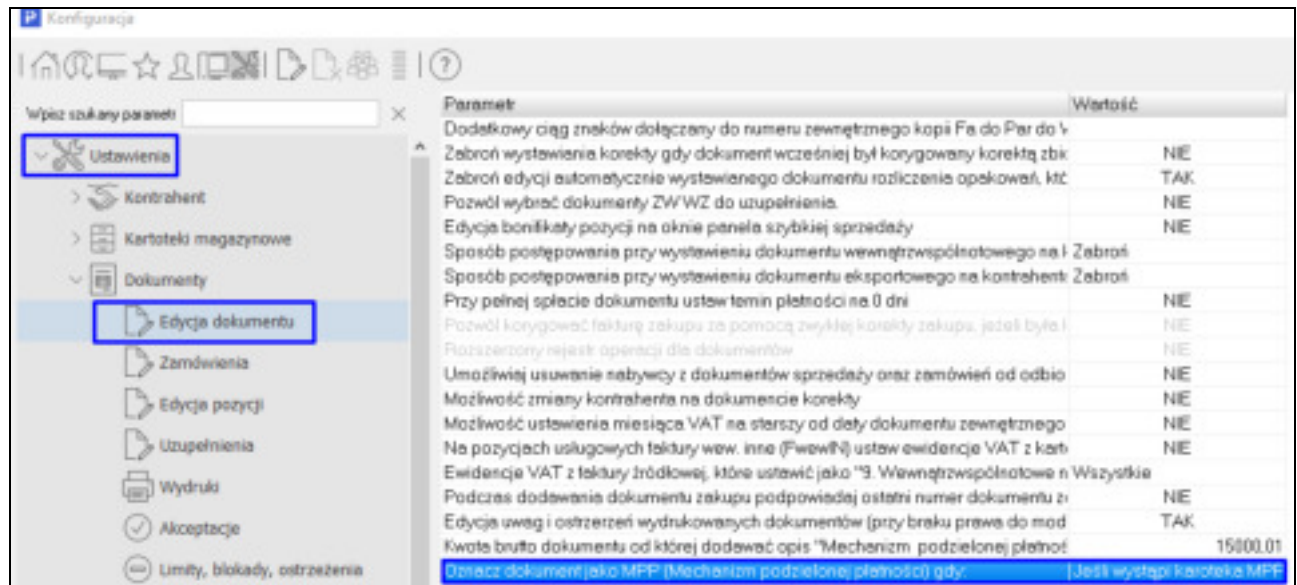 Konfiguracja
Wpisz szukany parametr
Ustawienia
Kontrahent
Kartoteki magazynowe
Dokumenty
Edycja dokumentu
Zamówienia
Edycja pozycji
Uzupełnienia
Wydruki
Akceptacje
Limity, blokady, ostrzeżenia
Parametr Wartość
Dodatkowy ciąg znaków dołączany do numeru zewnętrznego kopii Fa do Par do
Zabroń wystawiania korekty gdy dokument wcześniej był korygowany korektą zbio NIE
Zabroń edycji automatycznie wystawianego dokumentu rozliczenia opakowań, któ TAK
Pozwól wybrać dokumenty ZW WZ do uzupełnienia. NIE
Edycja bonifikaty pozycji na oknie panela szybkiej sprzedaży NIE
Sposób postępowania przy wystawieniu dokumentu wewnątrzwspólnotowego na k Zabroń
Sposób postępowania przy wystawieniu dokumentu eksportowego na kontrahenta Zabroń
Przy pełnej spłacie dokumentu ustaw temin płatności na 0 dni NIE
Pozwól korygować fakturę zakupu za pomocą zwykłej korekty zakupu, jeżeli była NIE
Rozszerzony rejestr operacji dla dokumentów NIE
Umożliwiaj usuwanie nabywcy z dokumentów sprzedaży oraz zamówień od odbio NIE
Możliwość zmiany kontrahenta na dokumencie korekty NIE
Możliwość ustawienia miesiąca VAT na starszy od daty dokumentu zewnętrznego NIE
Na pozycjach usługowych faktury wew. inne (FwewIN) ustaw ewidencje VAT z karto NIE
Ewidencje VAT z faktury źródłowej, które ustawić jako "9. Wewnątrzwspólnotowe n Wszystkie
Podczas dodawania dokumentu zakupu podpowiadaj ostatni numer dokumentu z NIE
Edycja uwag i ostrzerzeń wydrukowanych dokumentów (przy braku prawa do mod TAK
Kwota brutto dokumentu od której dodawać opis "Mechanizm podzielonej płatnoś 15000.01
Oznacz dokument jako MPP (Mechanizm podzielonej płatności) gdy: Jeśli wystąpi karoteka MPP